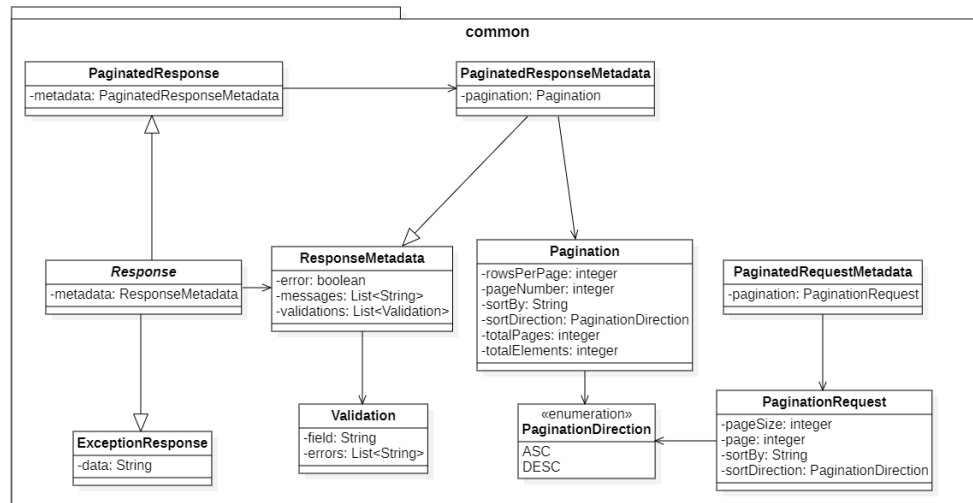 common
PaginatedResponse
-metadata: PaginatedResponseMetadata
PaginatedResponseMetadata
-pagination: Pagination
Response
-metadata: ResponseMetadata
ResponseMetadata
-error: boolean
-messages: List<String>
-validations: List<Validation>
Pagination
-rowsPerPage: integer
-pageNumber: integer
-sortBy: String
-sortDirection: PaginationDirection
-totalPages: integer
-totalElements: integer
PaginatedRequestMetadata
-pagination: PaginationRequest
ExceptionResponse
-data: String
Validation
-field: String
-errors: List<String>
«enumeration»
PaginationDirection
ASC
DESC
PaginationRequest
-pageSize: integer
-page: integer
-sortBy: String
-sortDirection: PaginationDirection